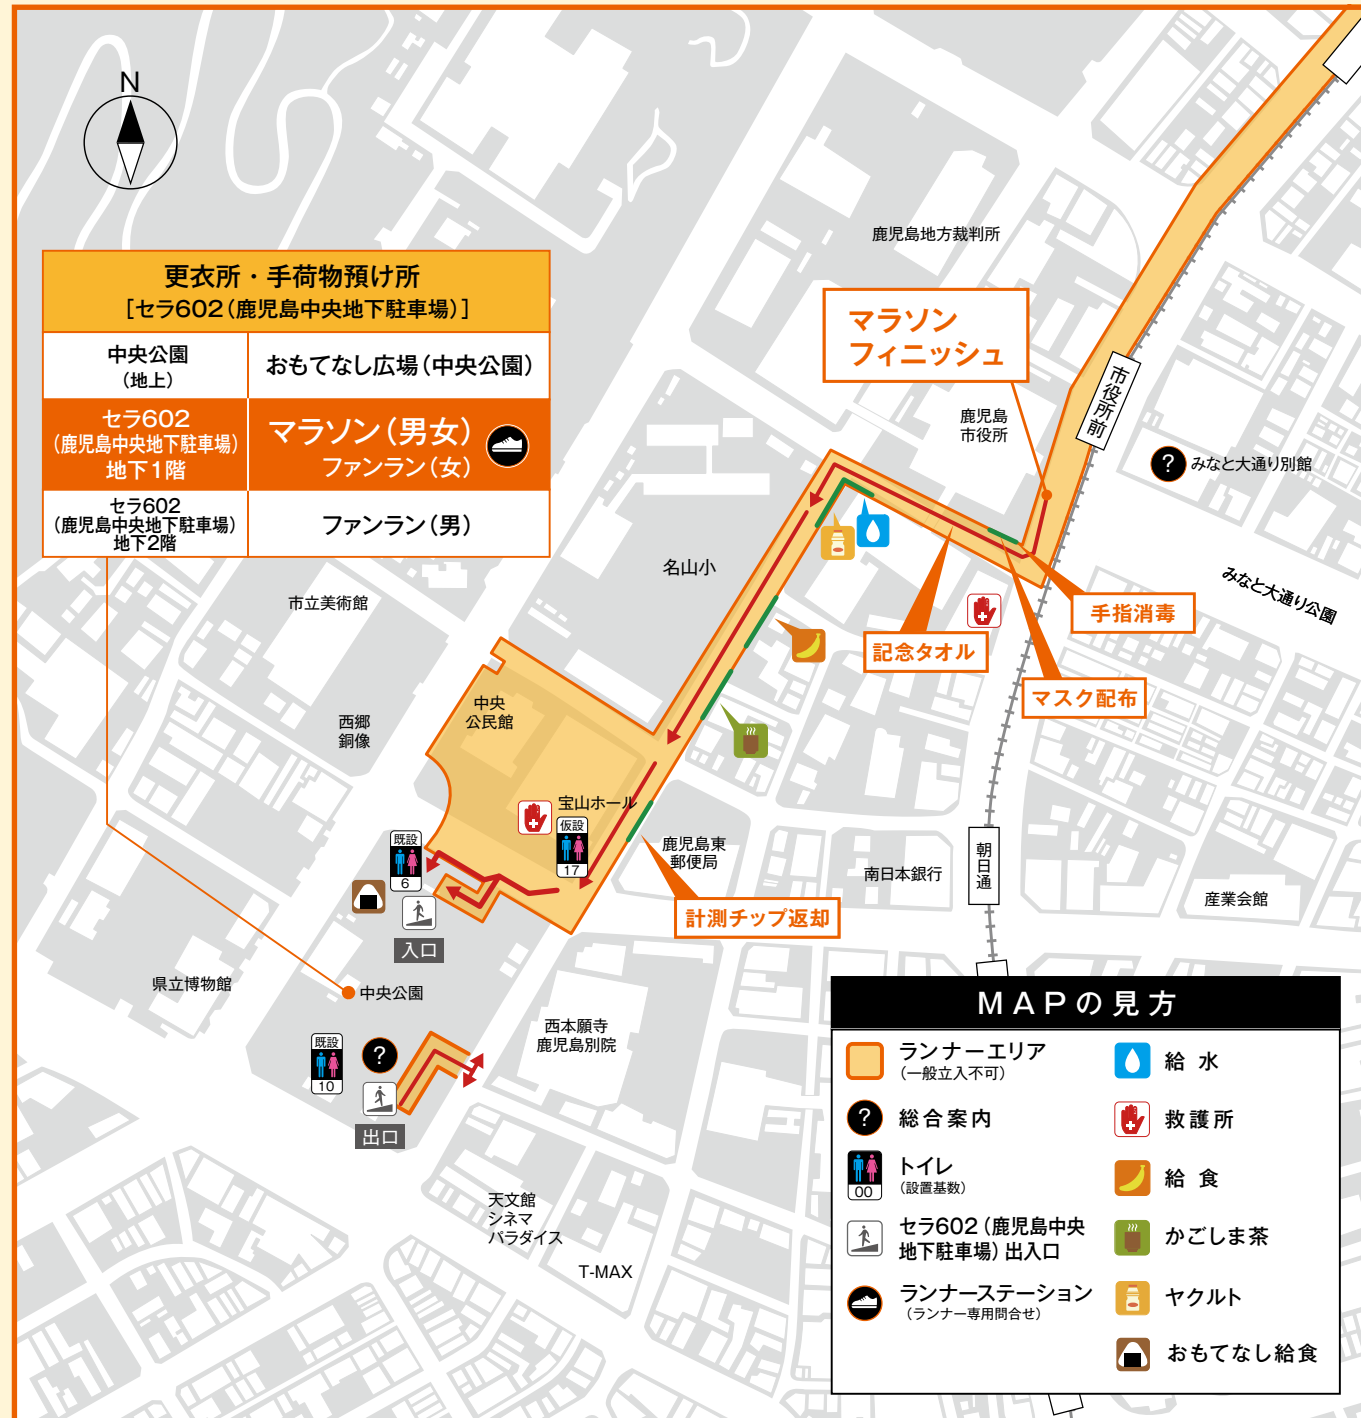 N
更衣所・手荷物預け所
[セラ602(鹿児島中央地下駐車場)]
中央公園
(地上)
おもてなし広場(中央公園)
セラ602
(鹿児島中央地下駐車場)
地下1階
マラソン(男女)
ファンラン(女)
セラ602
(鹿児島中央地下駐車場)
地下2階
ファンラン(男)
鹿児島地方裁判所
マラソン
フィニッシュ
市役所前
鹿児島
市役所
?
みなと大通り別館
みなと大通り公園
名山小
手指消毒
記念タオル
マスク配布
市立美術館
西郷
銅像
中央
公民館
宝山ホール
仮設
17
既設
6
入口
鹿児島東
郵便局
計測チップ返却
南日本銀行
朝日通
産業会館
県立博物館
中央公園
西本願寺
鹿児島別院
既設
10
?
出口
天文館
シネマ
パラダイス
T-MAX
MAPの見方
ランナーエリア
(一般立入不可)
?
総合案内
00
トイレ
(設置基数)
セラ602(鹿児島中央
地下駐車場)出入口
ランナーステーション
(ランナー専用問合せ)
給水
救護所
給食
かごしま茶
ヤクルト
おもてなし給食